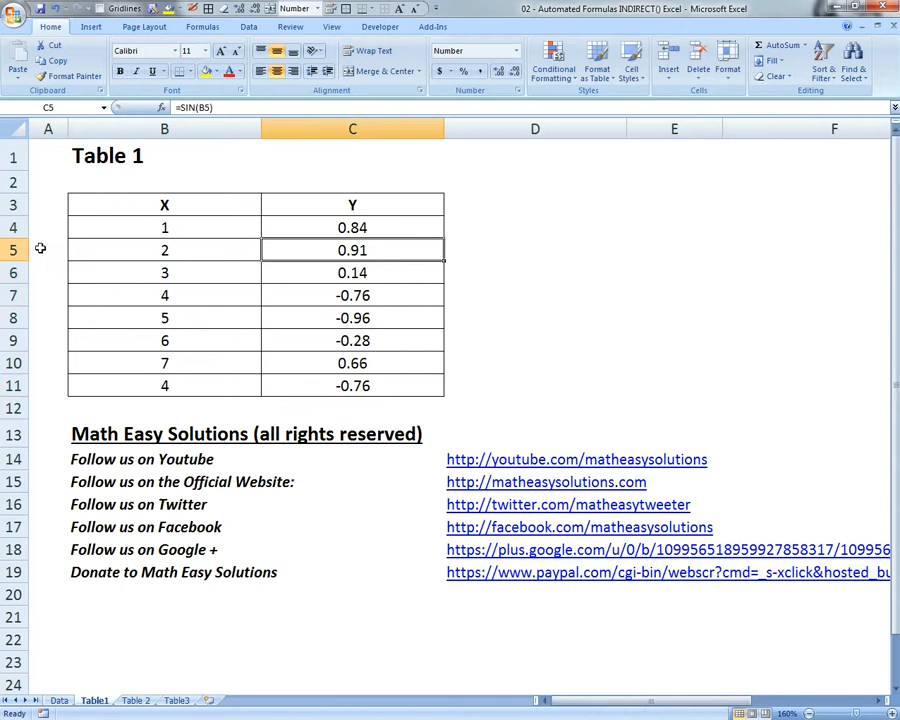 Gridlines Number 02 - Automated Formulas INDIRECT() Excel - Microsoft Excel
Home Insert Page Layout Formulas Data Review View Developer Add-Ins
Paste Cut Copy Format Painter
Clipboard
Calibri 11
B I U A
Font
Wrap Text
Merge & Center
Alignment
Number
$ % ,
Number
Conditional Formatting Format as Table Cell Styles
Styles
Insert Delete Format
Cells
Σ AutoSum
Fill
Clear
Sort & Filter Find & Select
Editing
C5 fx =SIN(B5)
A B C D E F
1 Table 1
2
3 X Y
4 1 0.84
5 2 0.91
6 3 0.14
7 4 -0.76
8 5 -0.96
9 6 -0.28
10 7 0.66
11 4 -0.76
12
13 Math Easy Solutions (all rights reserved)
14 Follow us on Youtube http://youtube.com/matheasysolutions
15 Follow us on the Official Website: http://matheasysolutions.com
16 Follow us on Twitter http://twitter.com/matheasytweeter
17 Follow us on Facebook http://facebook.com/matheasysolutions
18 Follow us on Google + https://plus.google.com/u/0/b/109956518959927858317/109956
19 Donate to Math Easy Solutions https://www.paypal.com/cgi-bin/webscr?cmd=_s-xclick&hosted_bu
20
21
22
23
24
Data Table1 Table 2 Table3
Ready 160%